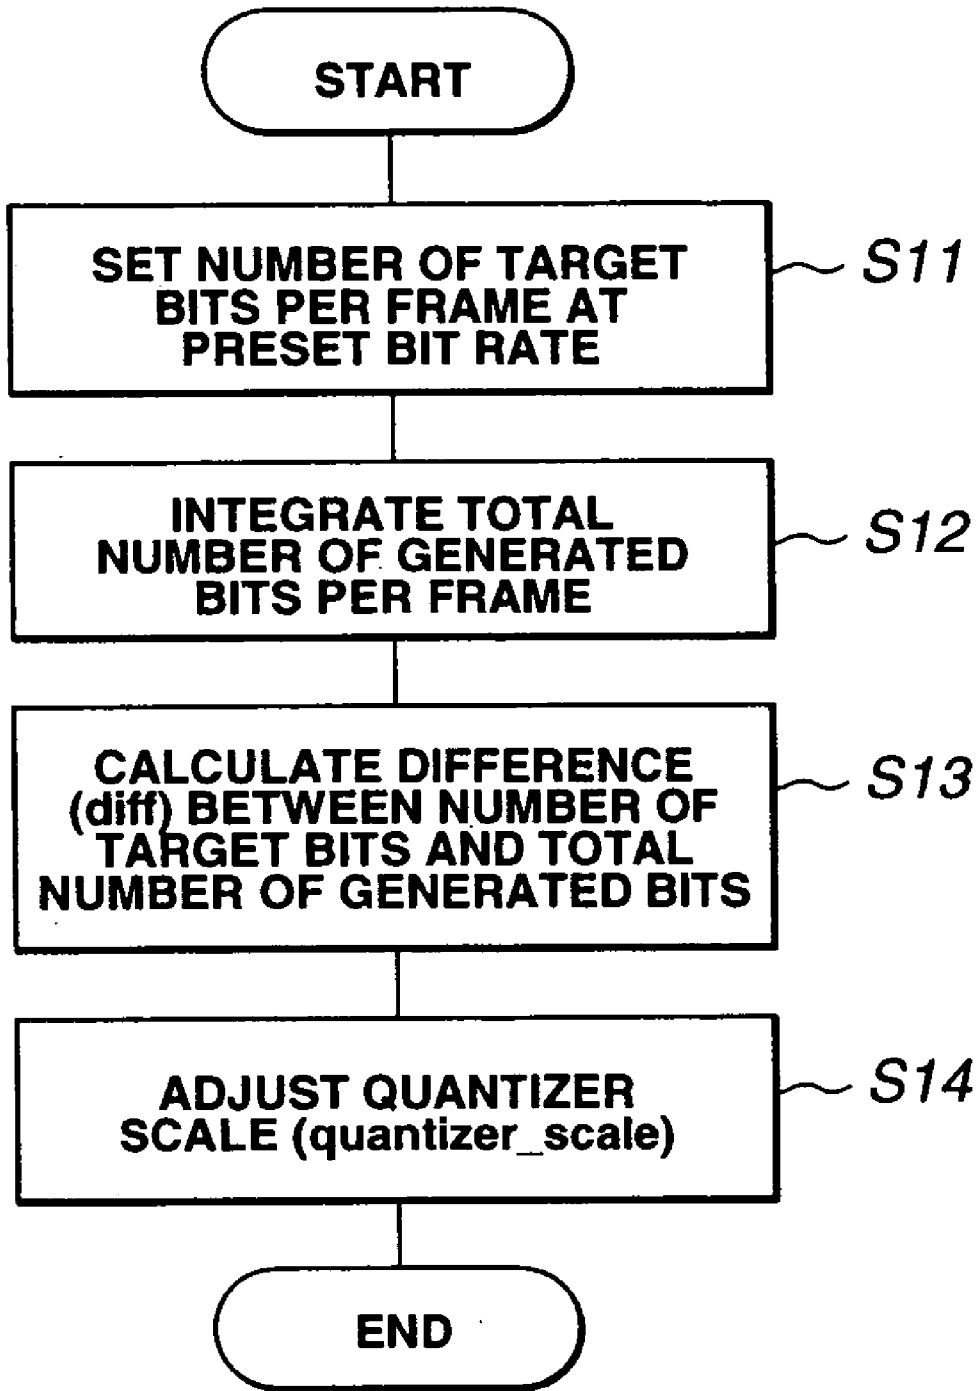 START
SET NUMBER OF TARGET
BITS PER FRAME AT
PRESET BIT RATE
S11
INTEGRATE TOTAL
NUMBER OF GENERATED
BITS PER FRAME
S12
CALCULATE DIFFERENCE
(diff) BETWEEN NUMBER OF
TARGET BITS AND TOTAL
NUMBER OF GENERATED BITS
S13
ADJUST QUANTIZER
SCALE (quantizer_scale)
S14
END